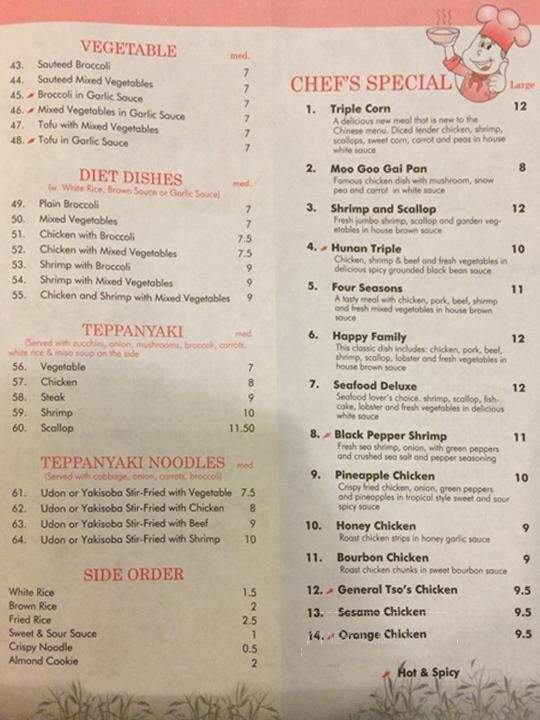 VEGETABLE med.
43. Sauteed Broccoli 7
44. Sauteed Mixed Vegetables 7
45. Broccoli in Garlic Sauce 7
46. Mixed Vegetables in Garlic Sauce 7
47. Tofu with Mixed Vegetables 7
48. Tofu in Garlic Sauce 7
DIET DISHES med.
(w. White Rice, Brown Sauce or Garlic Sauce)
49. Plain Broccoli 7
50. Mixed Vegetables 7
51. Chicken with Broccoli 7.5
52. Chicken with Mixed Vegetables 7.5
53. Shrimp with Broccoli 9
54. Shrimp with Mixed Vegetables 9
55. Chicken and Shrimp with Mixed Vegetables 9
TEPPANYAKI med
(Served with zucchini, onion, mushrooms, broccoli, carrots,
white rice & miso soup on the side
56. Vegetable 7
57. Chicken 8
58. Steak 9
59. Shrimp 10
60. Scallop 11.50
TEPPANYAKI NOODLES med.
(Served with cabbage, onion, carrots, broccoli)
61. Udon or Yakisoba Stir-Fried with Vegetable 7.5
62. Udon or Yakisoba Stir-Fried with Chicken 8
63. Udon or Yakisoba Stir-Fried with Beef 9
64. Udon or Yakisoba Stir-Fried with Shrimp 10
SIDE ORDER
White Rice 1.5
Brown Rice 2
Fried Rice 2.5
Sweet & Sour Sauce 1
Crispy Noodle 0.5
Almond Cookie 2
CHEF'S SPECIAL Large
1. Triple Corn 12
A delicious new meal that is new to the
Chinese menu. Diced tender chicken, shrimp,
scallops, sweet corn, carrot and peas in house
white sauce
2. Moo Goo Gai Pan 8
Famous chicken dish with mushroom, snow
pea and carrot in white sauce
3. Shrimp and Scallop 12
Fresh jumbo shrimp, scallop and garden veg-
etables in house brown sauce
4. Hunan Triple 10
Chicken, shrimp & beef and fresh vegetables in
delicious spicy grounded black bean sauce
5. Four Seasons 11
A tasty meal with chicken, pork, beef, shirmp
and fresh mixed vegetables in house brown
sauce
6. Happy Family 12
This classic dish includes: chicken, pork, beef,
shrimp, scallop, lobster and fresh vegetables in
house brown sauce
7. Seafood Deluxe 12
Seafood lover's choice. shrimp, scallop, fish-
cake, lobster and fresh vegetables in delicious
white sauce
8. Black Pepper Shrimp 11
Fresh sea shrimp, onion, with green peppers
and crushed sea salt and pepper seasoning
9. Pineapple Chicken 10
Crispy fried chicken, onion, green peppers
and pineapples in tropical style sweet and sour
spicy sauce
10. Honey Chicken 9
Roast chicken strips in honey garlic sauce
11. Bourbon Chicken 9
Roast chicken chunks in sweet bourbon sauce
12. General Tso's Chicken 9.5
13. Sesame Chicken 9.5
14. Orange Chicken 9.5
Hot & Spicy